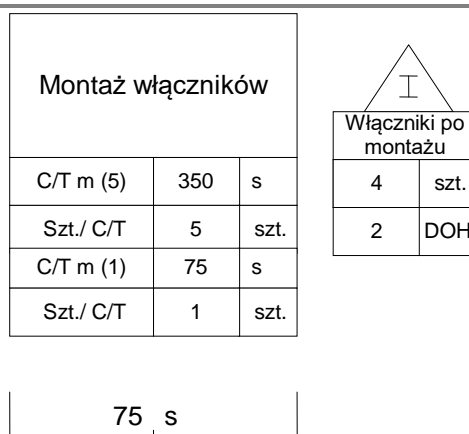 Montaż włączników
C/T m (5) 350 s
Szt./ C/T 5 szt.
C/T m (1) 75 s
Szt./ C/T 1 szt.
I
Włączniki po
montażu
4 szt.
2 DOH
75 s